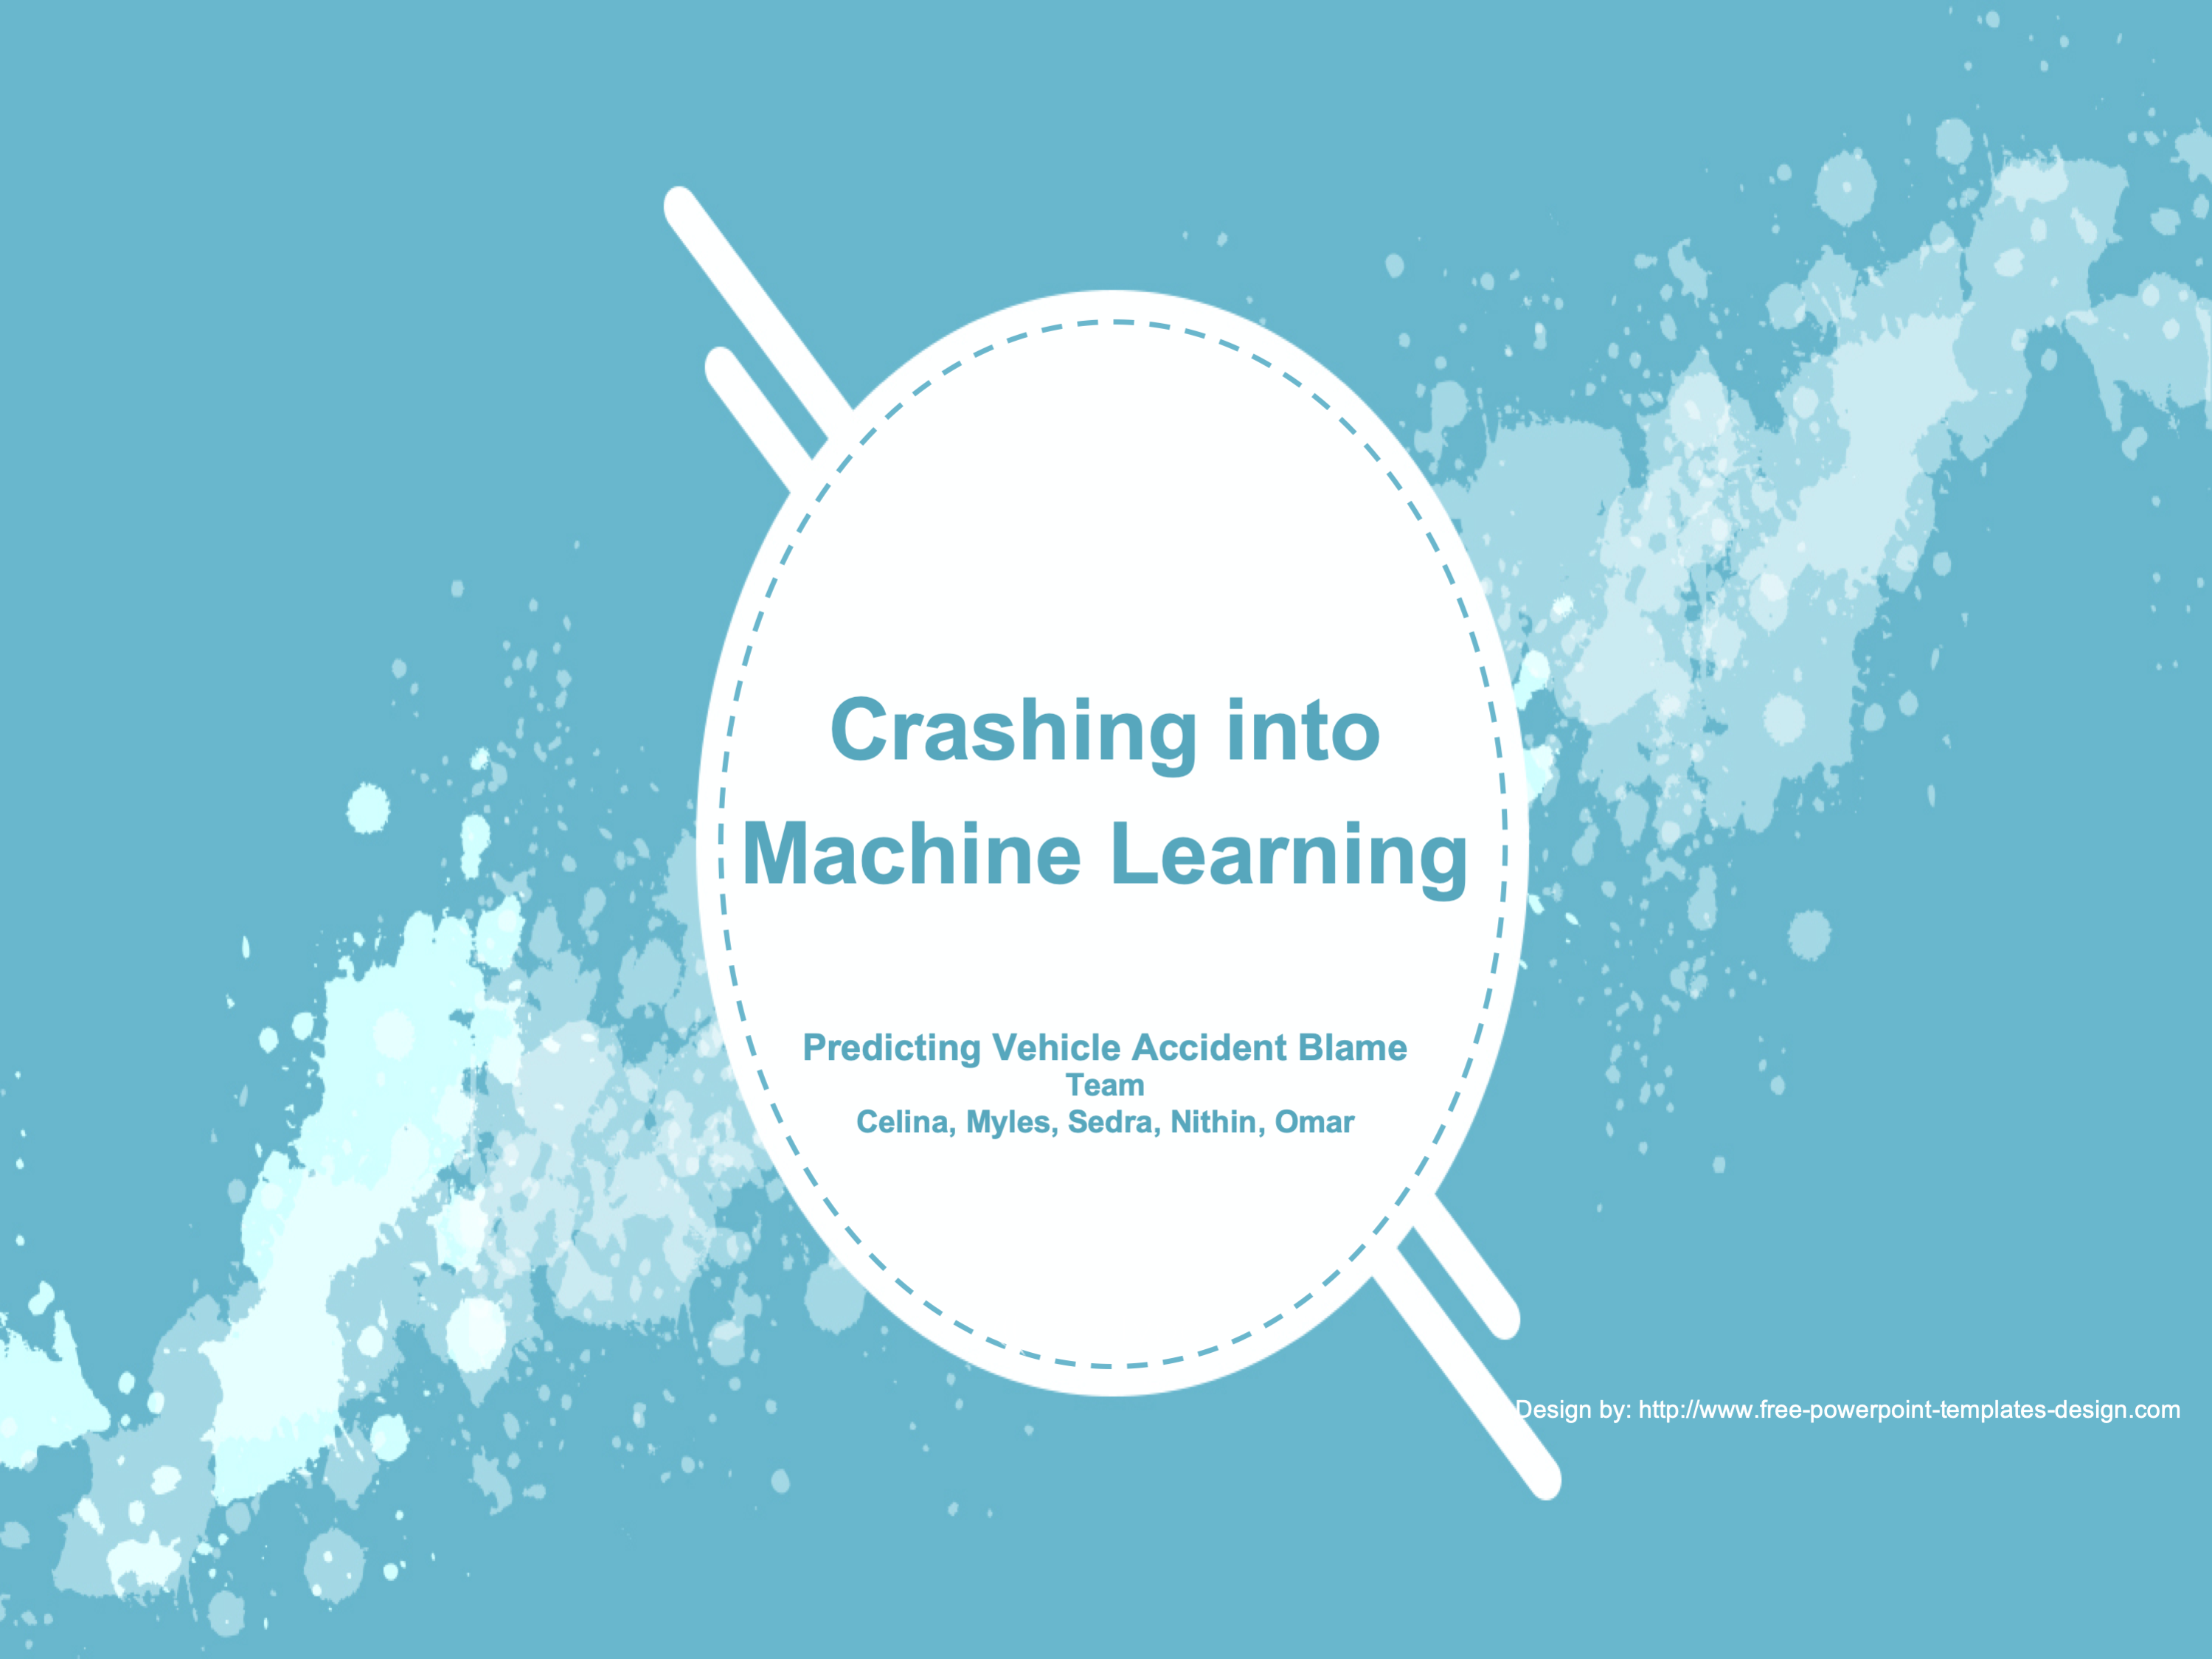 Crashing into
Machine Learning
Predicting Vehicle Accident Blame
Team
Celina, Myles, Sedra, Nithin, Omar
Design by: http://www.free-powerpoint-templates-design.com